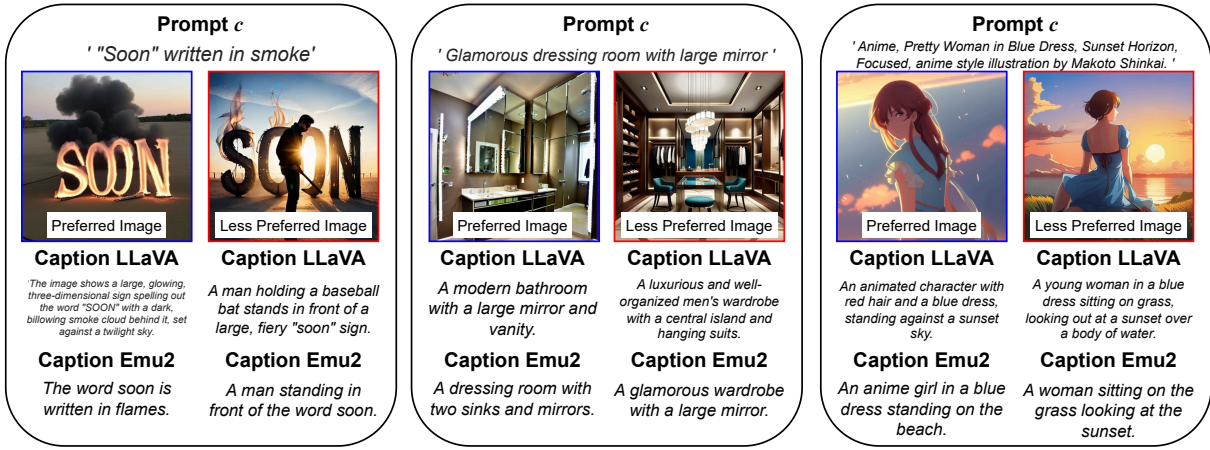 Prompt c
' "Soon" written in smoke'
SOON
Preferred Image
SOON
Less Preferred Image
Caption LLaVA
'The image shows a large, glowing,
three-dimensional sign spelling out
the word "SOON" with a dark,
billowing smoke cloud behind it, set
against a twilight sky.
Caption LLaVA
A man holding a baseball
bat stands in front of a
large, fiery "soon" sign.
Caption Emu2
The word soon is
written in flames.
Caption Emu2
A man standing in
front of the word soon.
Prompt c
' Glamorous dressing room with large mirror '
Preferred Image
Less Preferred Image
Caption LLaVA
A modern bathroom
with a large mirror and
vanity.
Caption LLaVA
A luxurious and well-
organized men's wardrobe
with a central island and
hanging suits.
Caption Emu2
A dressing room with
two sinks and mirrors.
Caption Emu2
A glamorous wardrobe
with a large mirror.
Prompt c
' Anime, Pretty Woman in Blue Dress, Sunset Horizon,
Focused, anime style illustration by Makoto Shinkai. '
Preferred Image
Less Preferred Image
Caption LLaVA
An animated character with
red hair and a blue dress,
standing against a sunset
sky.
Caption LLaVA
A young woman in a blue
dress sitting on grass,
looking out at a sunset over
a body of water.
Caption Emu2
An anime girl in a blue
dress standing on the
beach.
Caption Emu2
A woman sitting on the
grass looking at the
sunset.